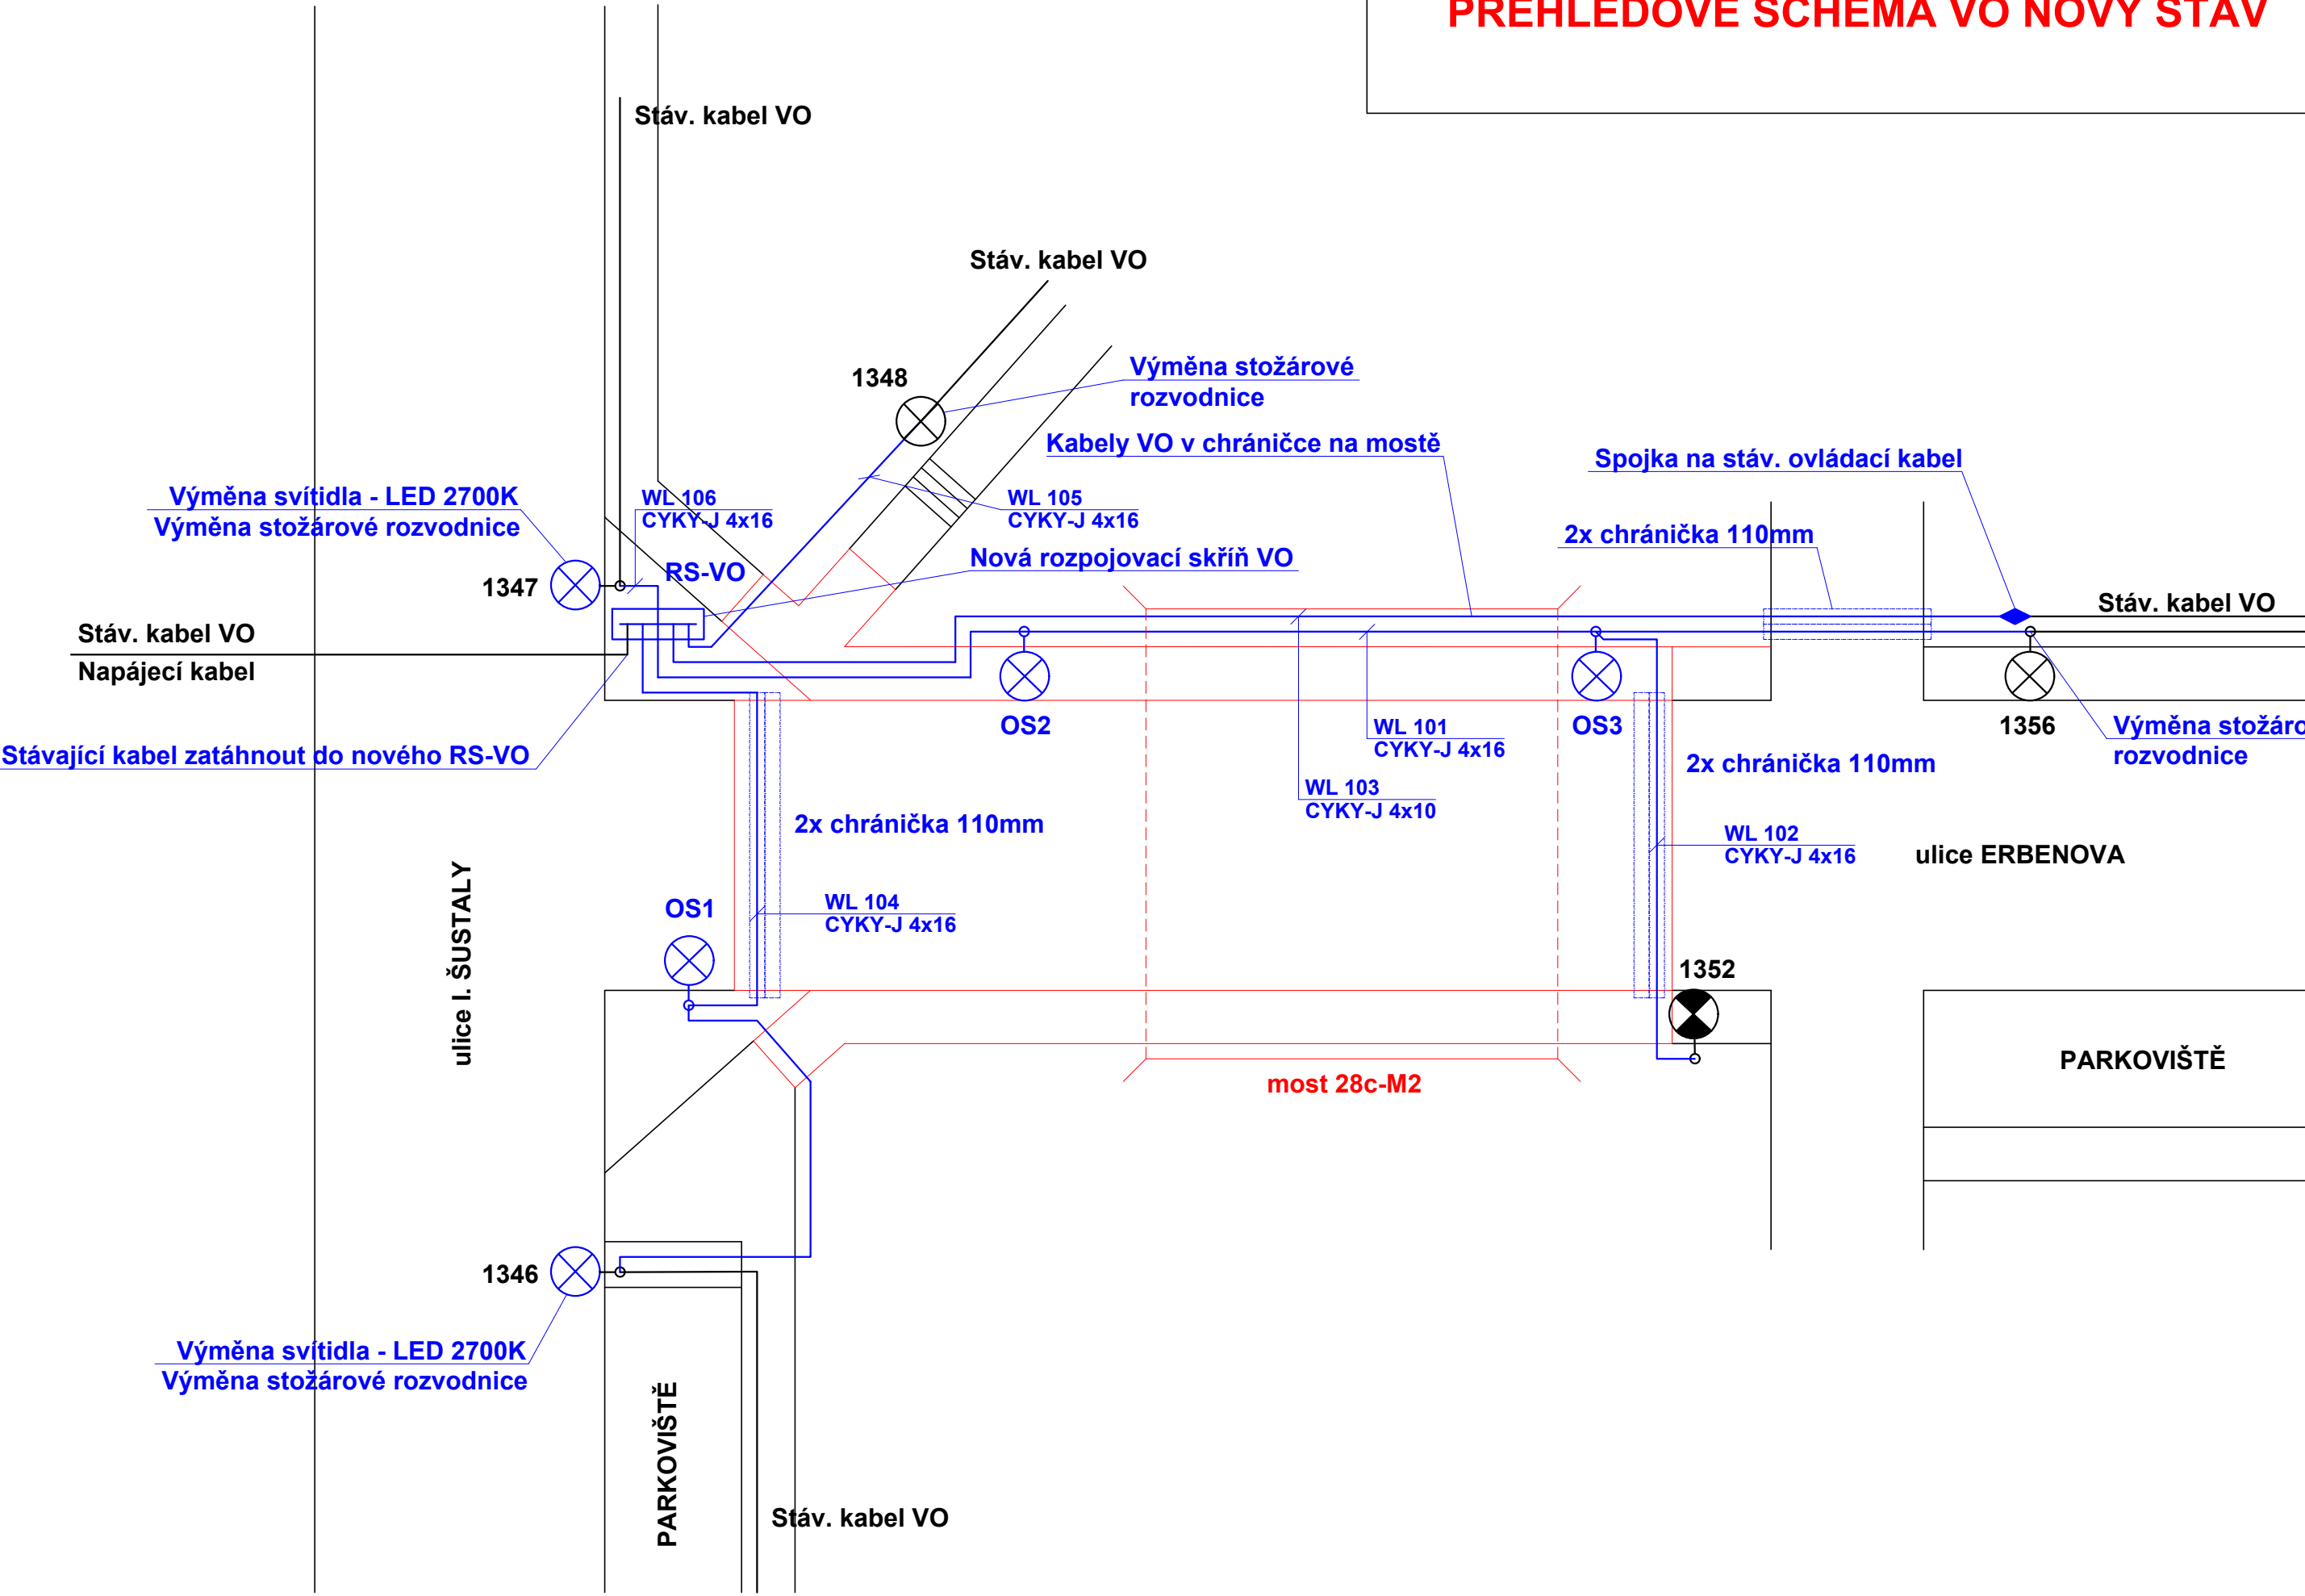 PŘEHLEDOVÉ SCHÉMA VO NOVÝ STAV
Stáv. kabel VO
Stáv. kabel VO
1348
Výměna stožárové
rozvodnice
Kabely VO v chráničce na mostě
Spojka na stáv. ovládací kabel
Výměna svítidla - LED 2700K
Výměna stožárové rozvodnice
WL 106
CYKY-J 4x16
WL 105
CYKY-J 4x16
2x chránička 110mm
Nová rozpojovací skříň VO
RS-VO
1347
Stáv. kabel VO
Napájecí kabel
Stáv. kabel VO
OS2
OS3
WL 101
CYKY-J 4x16
1356
Výměna stožáro
rozvodnice
Stávající kabel zatáhnout do nového RS-VO
2x chránička 110mm
WL 103
CYKY-J 4x10
2x chránička 110mm
WL 102
CYKY-J 4x16
ulice ERBENOVA
ulice I. ŠUSTALY
OS1
WL 104
CYKY-J 4x16
1352
PARKOVIŠTĚ
most 28c-M2
1346
Výměna svítidla - LED 2700K
Výměna stožárové rozvodnice
PARKOVIŠTĚ
Stáv. kabel VO